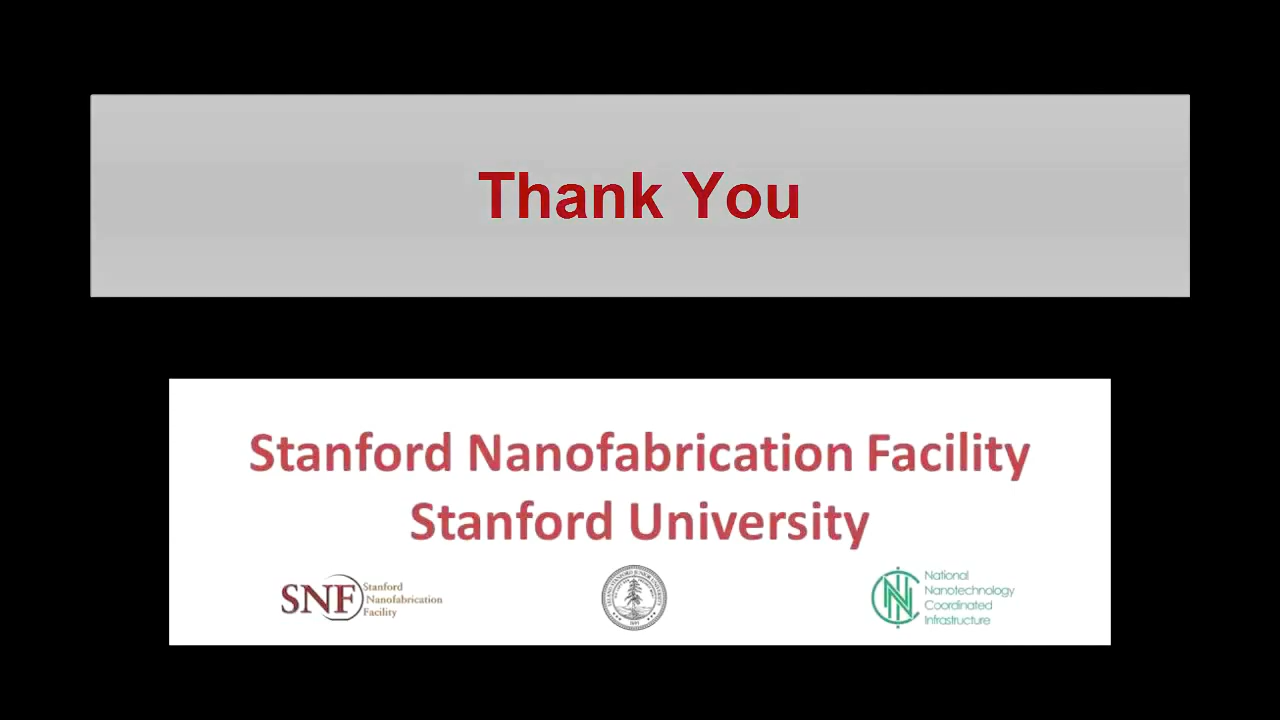 Thank You
Stanford Nanofabrication Facility
Stanford University
SNF
Stanford
Nanofabrication
Facility
National
Nanotechnology
Coordinated
Infrastructure